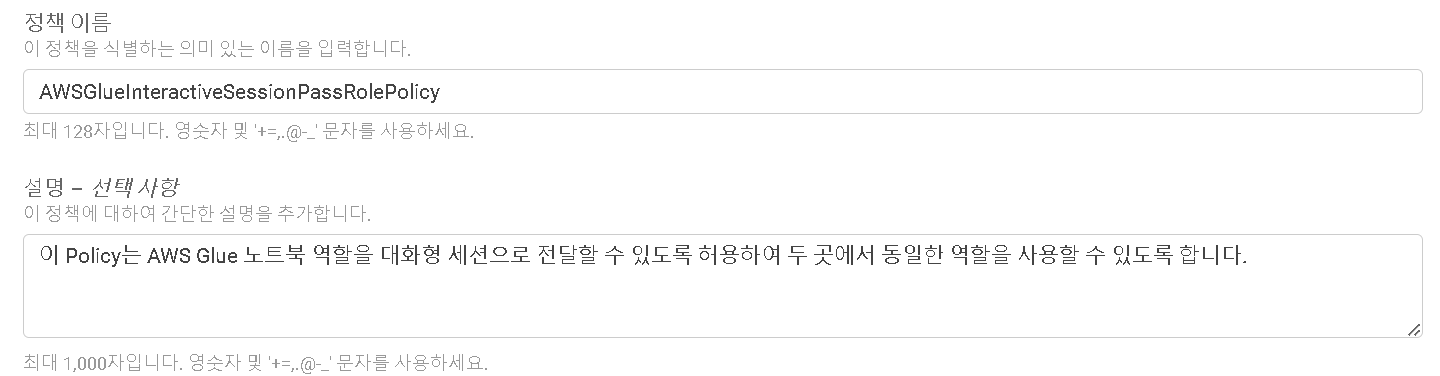 정책 이름
이 정책을 식별하는 의미 있는 이름을 입력합니다.
AWSGlueInteractiveSessionPassRolePolicy
최대 128자입니다. 영숫자 및 '+=,.@-_' 문자를 사용하세요.
설명 – 선택 사항
이 정책에 대하여 간단한 설명을 추가합니다.
이 Policy는 AWS Glue 노트북 역할을 대화형 세션으로 전달할 수 있도록 허용하여 두 곳에서 동일한 역할을 사용할 수 있도록 합니다.
최대 1,000자입니다. 영숫자 및 '+=,.@-_' 문자를 사용하세요.